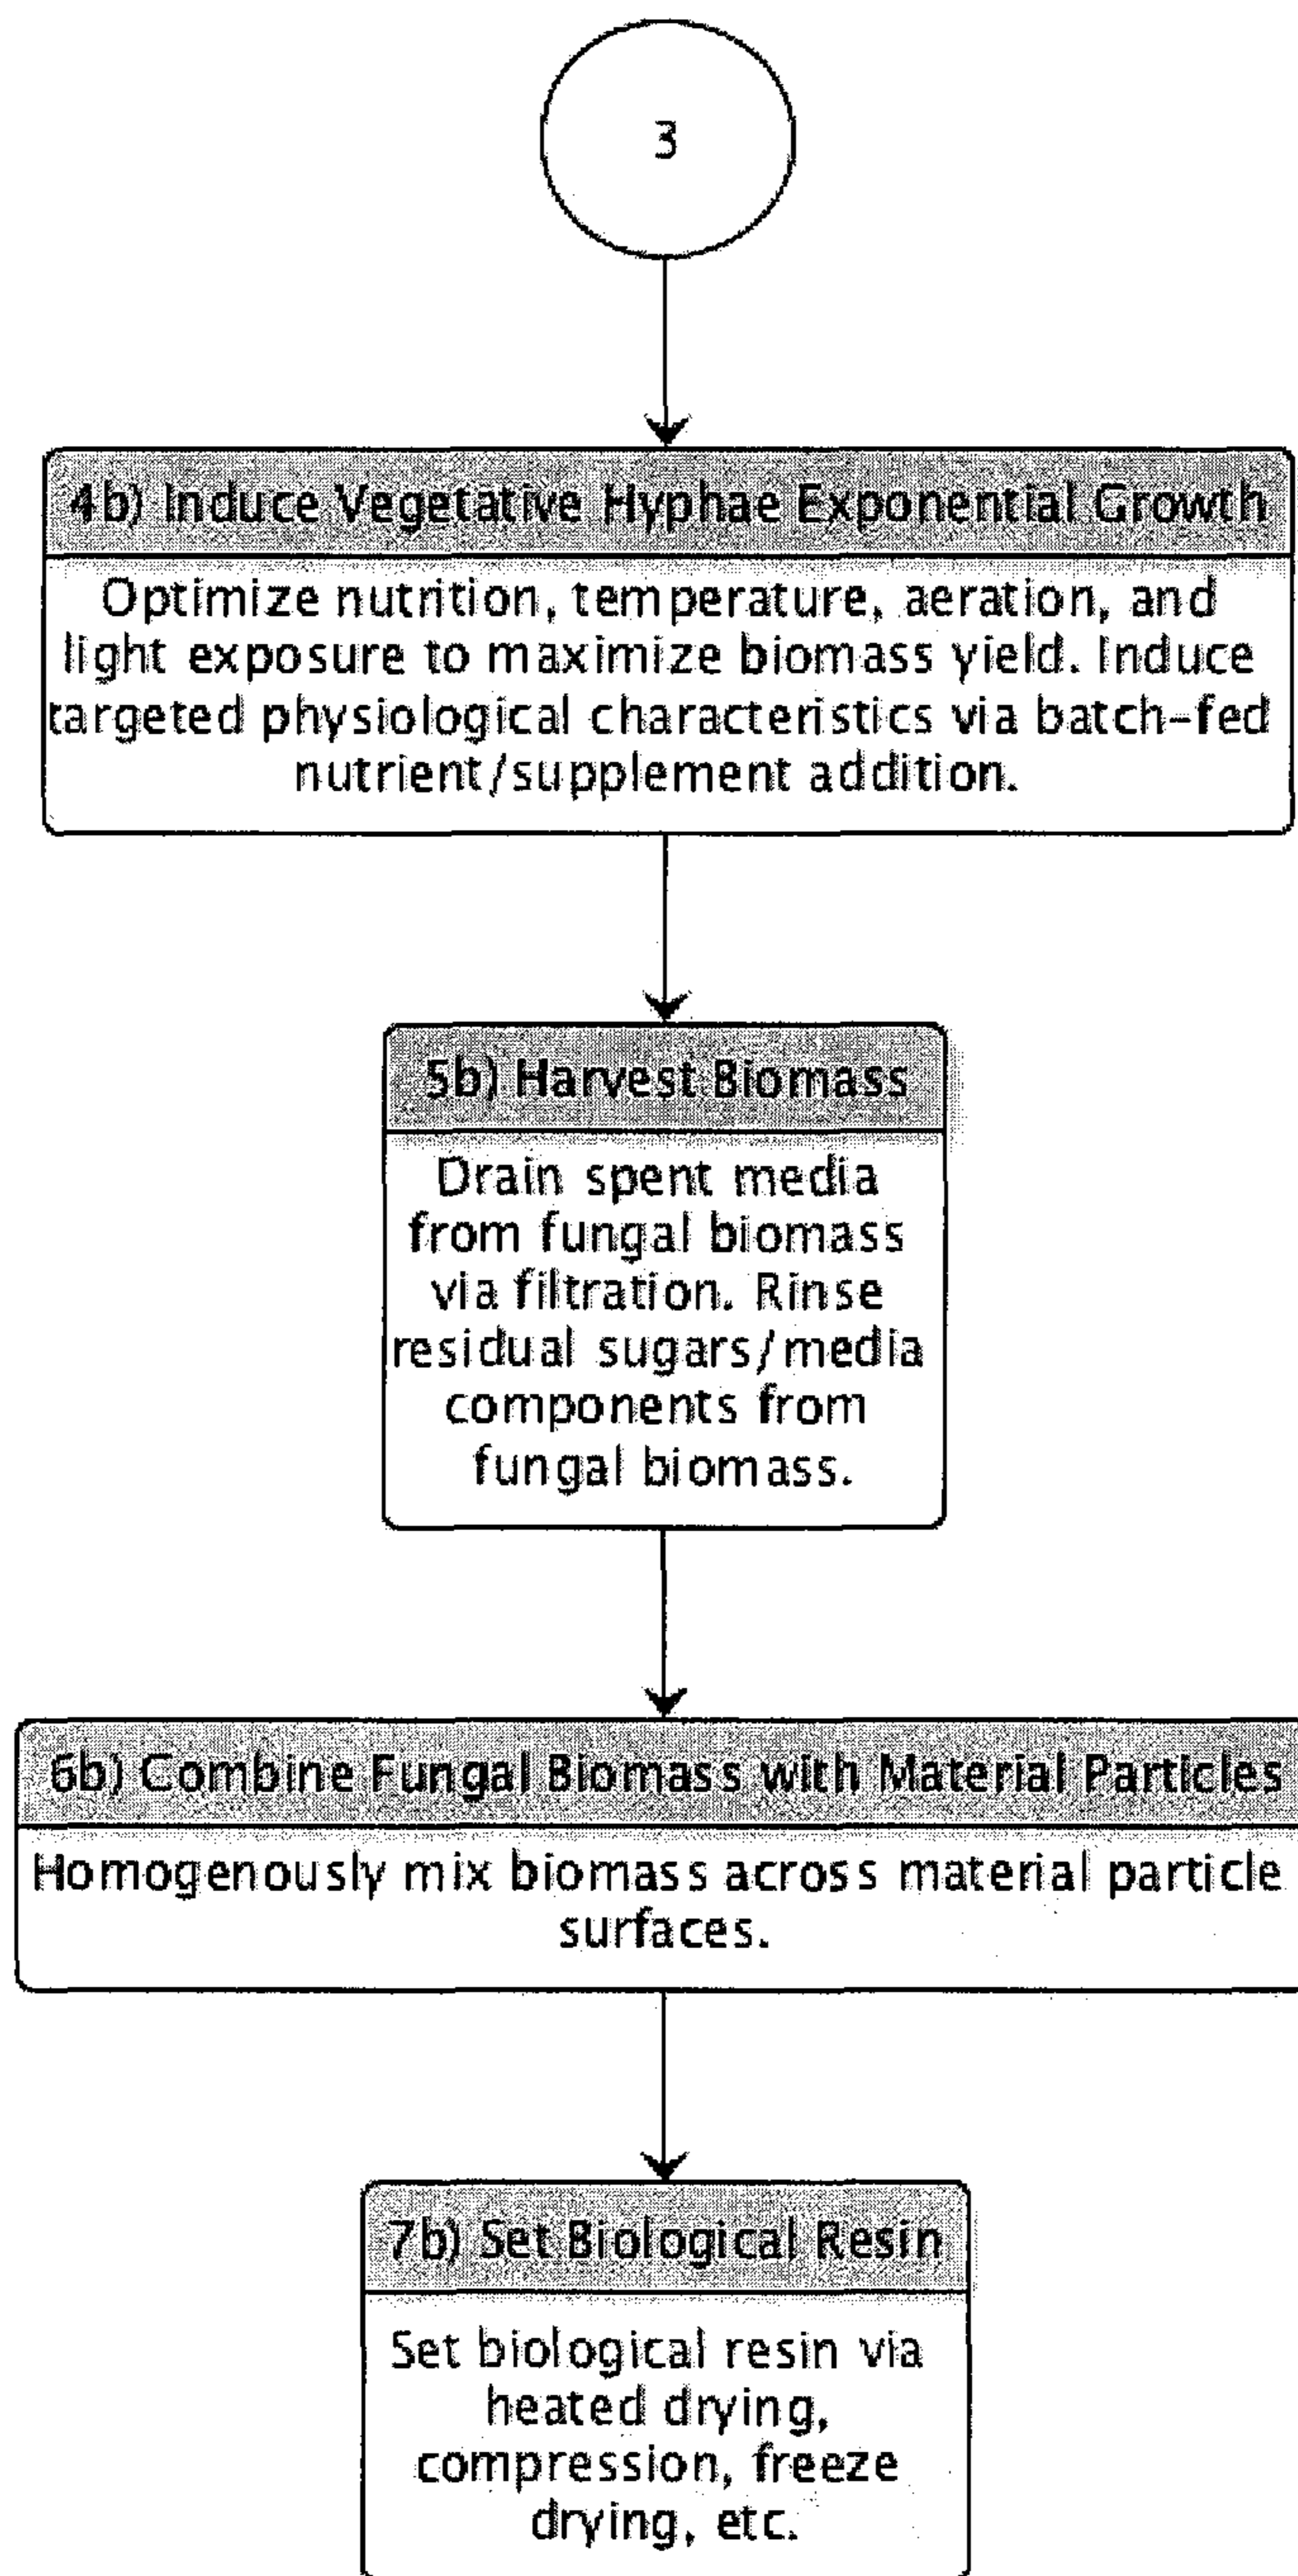 3
4b) Induce Vegetative Hyphae Exponential Growth
Optimize nutrition, temperature, aeration, and
light exposure to maximize biomass yield. Induce
targeted physiological characteristics via batch-fed
nutrient/supplement addition.
5b) Harvest Biomass
Drain spent media
from fungal biomass
via filtration. Rinse
residual sugars/media
components from
fungal biomass.
6b) Combine Fungal Biomass with Material Particles
Homogenously mix biomass across material particle
surfaces.
7b) Set Biological Resin
Set biological resin via
heated drying,
compression, freeze
drying, etc.